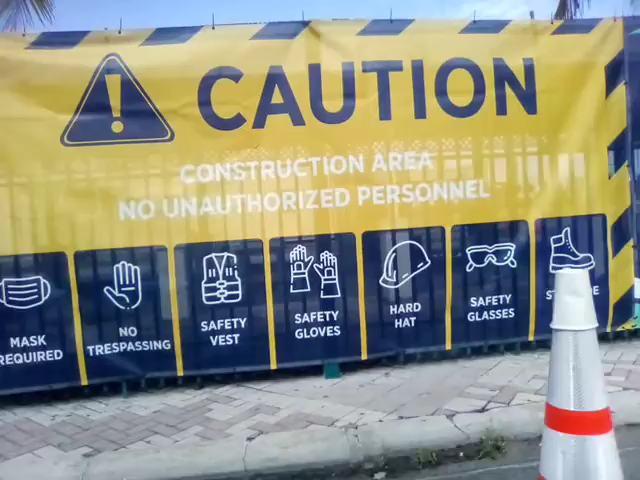 CAUTION
CONSTRUCTION AREA
NO UNAUTHORIZED PERSONNEL
MASK
REQUIRED
NO
TRESPASSING
SAFETY
VEST
SAFETY
GLOVES
HARD
HAT
SAFETY
GLASSES